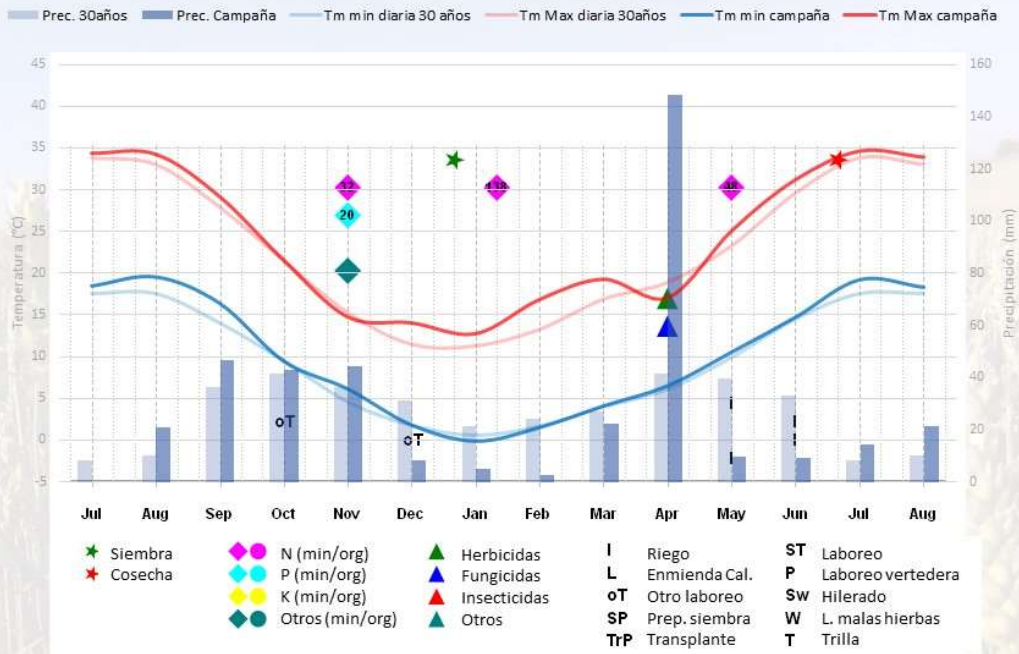 Prec. 30años Prec. Campaña Tm min diaria 30 años Tm Max diaria 30años Tm min campaña Tm Max campaña
45 160
40 140
35 120
30 100
25
20 80
15 60
10
5 40
0 20
-5 0
Temperatura (°C)
Precipitación (mm)
20
oT
oT
I
I
I
I
Jul Aug Sep Oct Nov Dec Jan Feb Mar Apr May Jun Jul Aug
Siembra N (min/org) Herbicidas I Riego ST Laboreo
Cosecha P (min/org) Fungicidas L Enmienda Cal. P Laboreo vertedera
K (min/org) Insecticidas oT Otro laboreo Sw Hilerado
Otros (min/org) Otros SP Prep. siembra W L. malas hierbas
TrP Transplante T Trilla